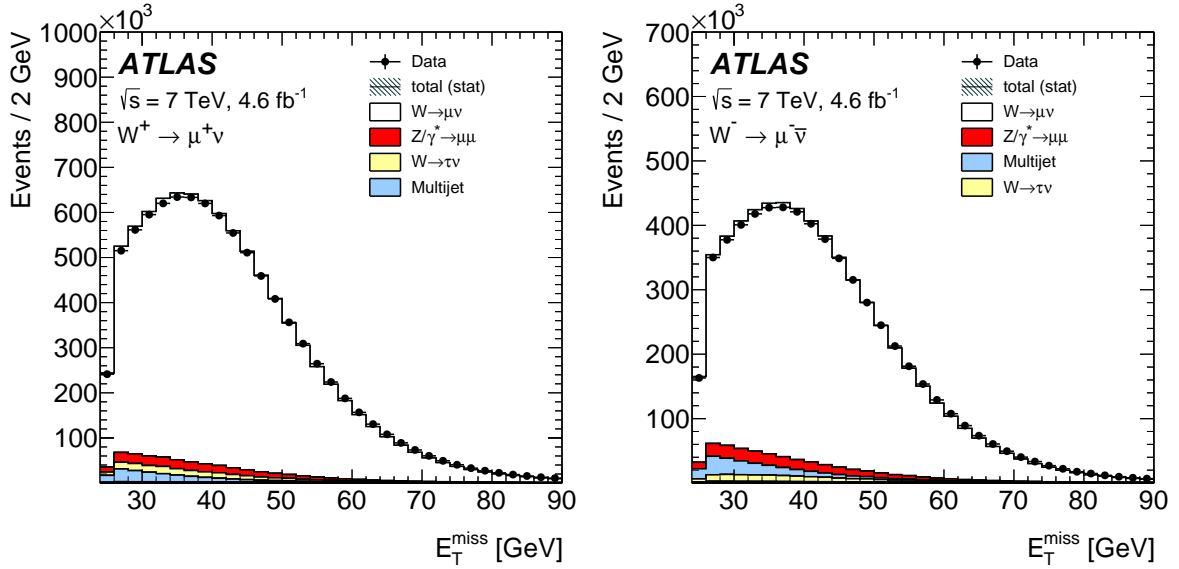 ×10³
Events / 2 GeV
1000
900
800
700
600
500
400
300
200
100
ATLAS
√s = 7 TeV, 4.6 fb⁻¹
W⁺ → μ⁺ν
Data
total (stat)
W→μν
Z/γ*→μμ
W→τν
Multijet
30 40 50 60 70 80 90
E_T^miss [GeV]
×10³
Events / 2 GeV
700
600
500
400
300
200
100
ATLAS
√s = 7 TeV, 4.6 fb⁻¹
W⁻ → μ⁻ν̅
Data
total (stat)
W→μν
Z/γ*→μμ
Multijet
W→τν
30 40 50 60 70 80 90
E_T^miss [GeV]